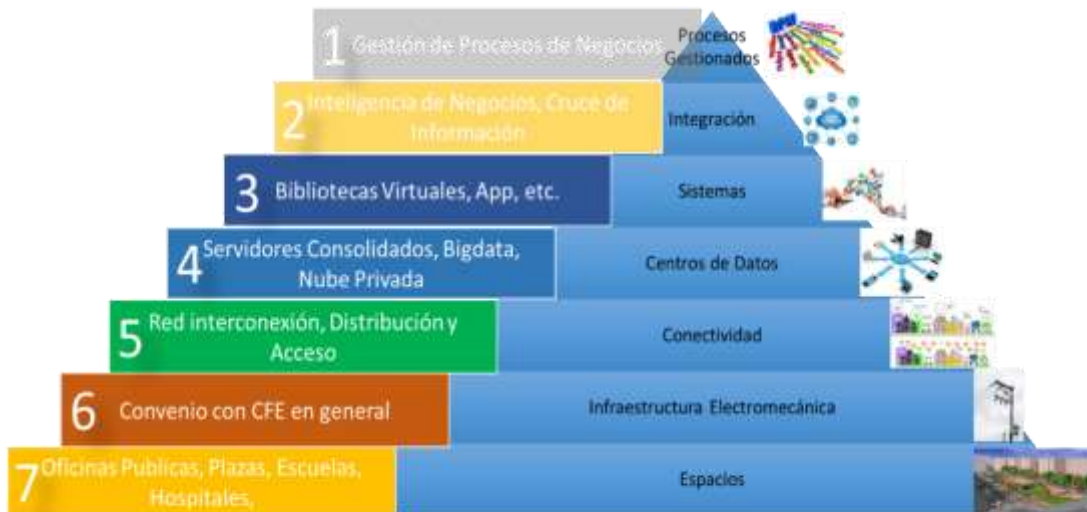 1
Gestión de Procesos de Negocios
Procesos
Gestionados
BPM
2
Inteligencia de Negocios, Cruce de
Información
Integración
3
Bibliotecas Virtuales, App, etc.
Sistemas
4
Servidores Consolidados, Bigdata,
Nube Privada
Centros de Datos
5
Red interconexión, Distribución y
Acceso
Conectividad
6
Convenio con CFE en general
Infraestructura Electromecánica
7
Oficinas Publicas, Plazas, Escuelas,
Hospitales,
Espacios